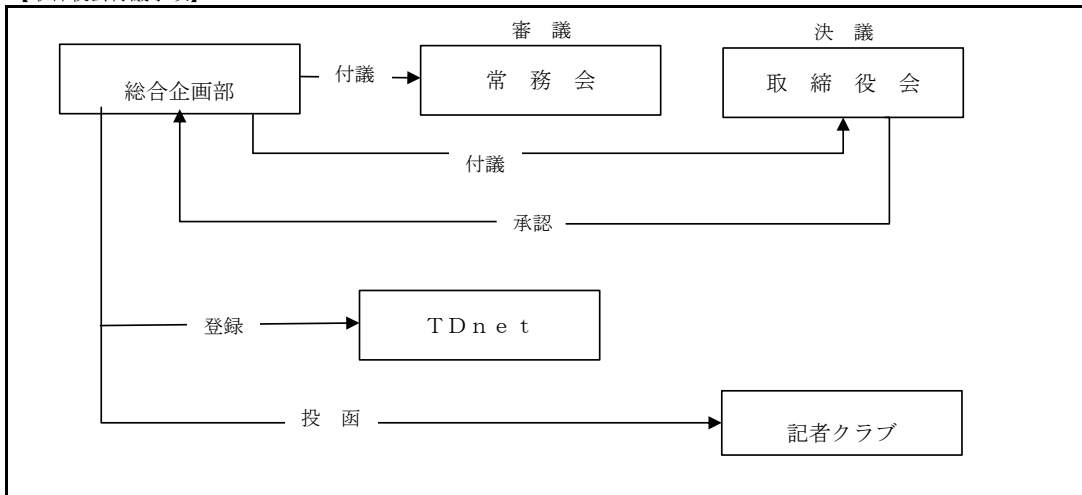 審　議
決　議
総合企画部
付議
常　務　会
取　締　役　会
付議
承認
登録
ＴＤｎｅｔ
投　函
記者クラブ